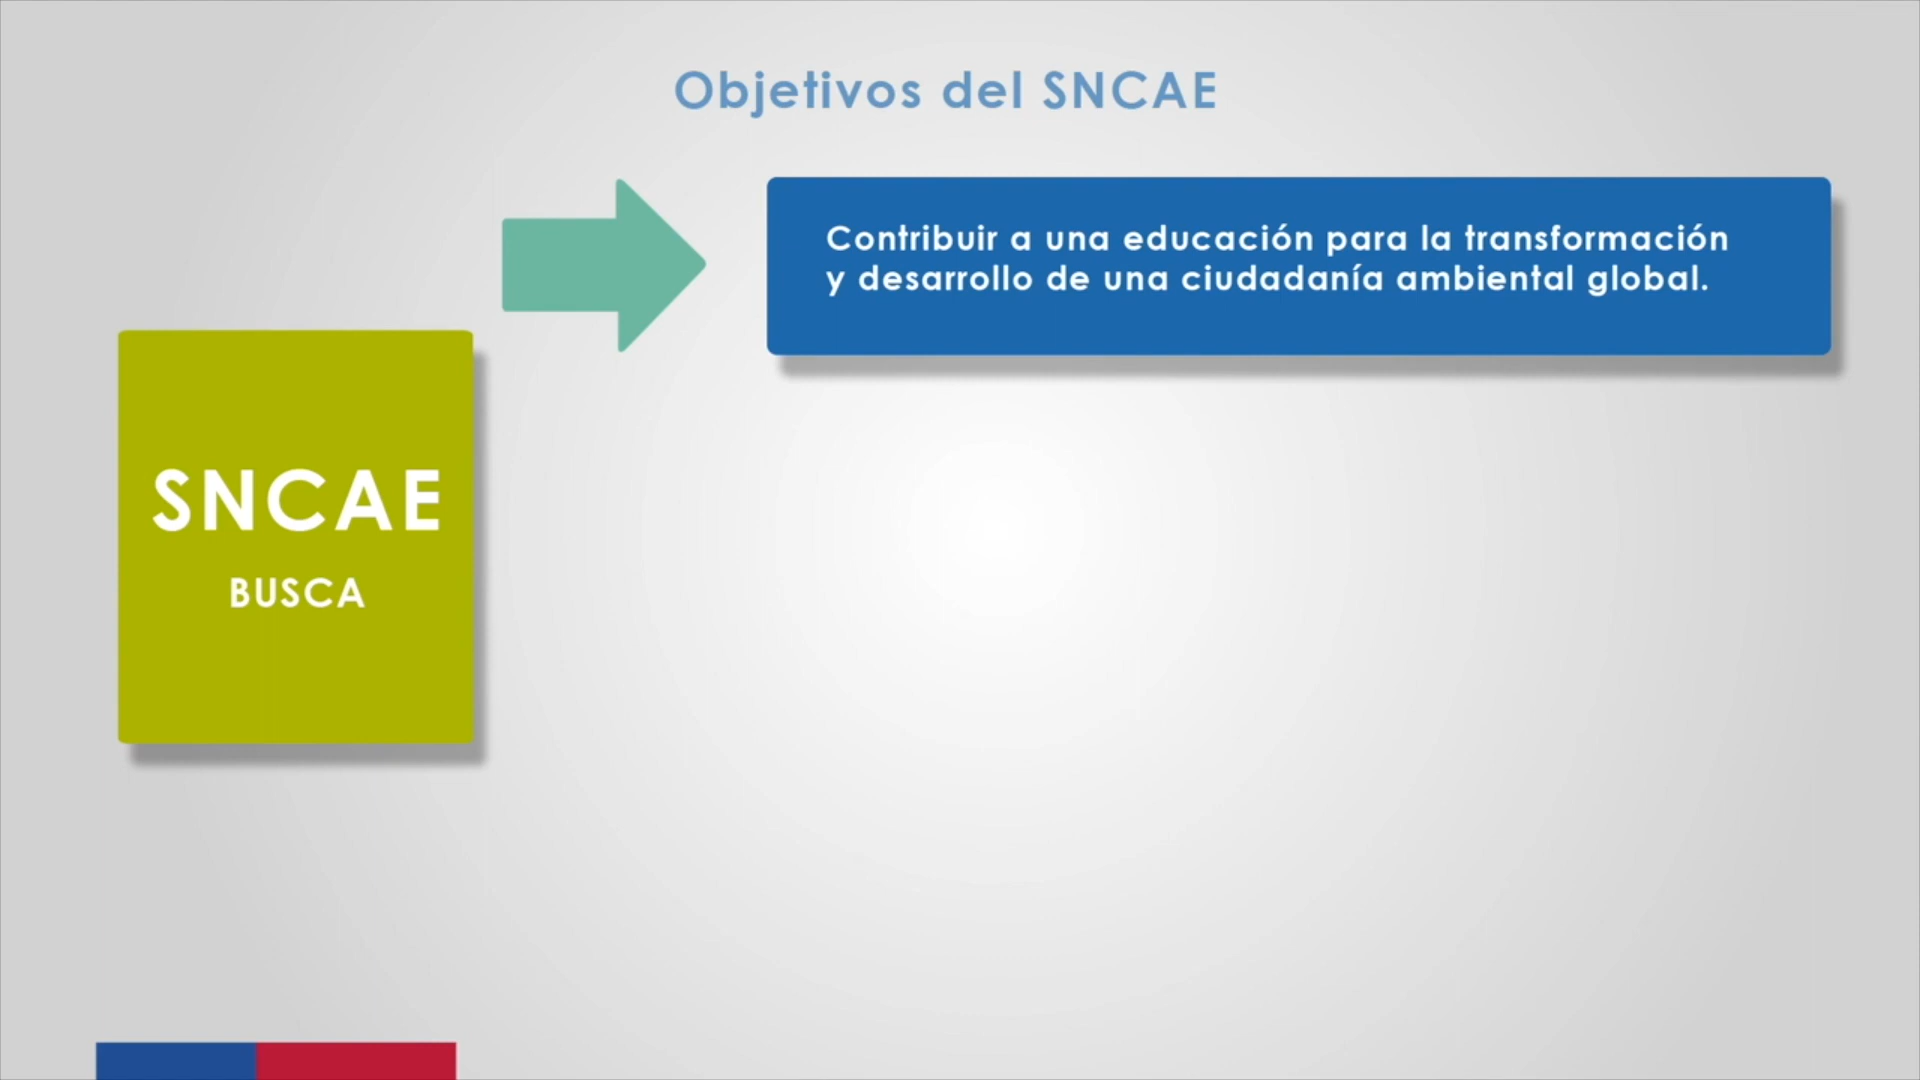 Objetivos del SNCAE
Contribuir a una educación para la transformación
y desarrollo de una ciudadanía ambiental global.
SNCAE
BUSCA